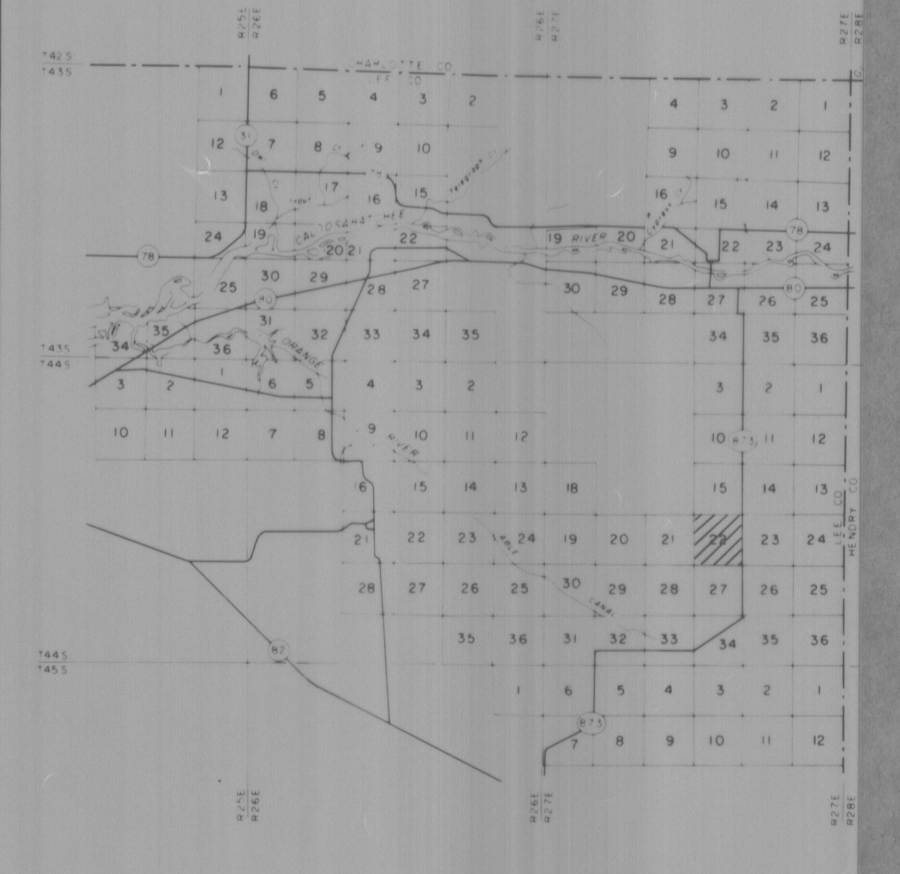 R25E R26E R26E R27E R27E R28E
T42S
T43S
CHARLOTTE CO
LEE CO
1 6 5 4 3 2 4 3 2 1
31
12 7 8 9 10 9 10 11 12
78
Telegraph Cr
13 18 17 16 15 16 15 14 13
Trout
Cypress
CALOOSAHATCHEE RIVER
24 19 20 21 22 19 20 21 22 23 24
78
78
25 30 29 28 27 30 29 28 27 26 25
80
80
34 35 36 31 32 33 34 35 34 35 36
ORANGE RIVER
T43S
T44S
3 2 1 6 5 4 3 2 3 2 1
10 11 12 7 8 9 10 11 12 10 11 12
873
16 15 14 13 18 15 14 13
LEE CO
HENDRY CO
21 22 23 24 19 20 21 22 23 24
ABLE CANAL
28 27 26 25 30 29 28 27 26 25
35 36 31 32 33 34 35 36
82
T44S
T45S
1 6 5 4 3 2 1
873
7 8 9 10 11 12
R25E R26E R26E R27E R27E R28E